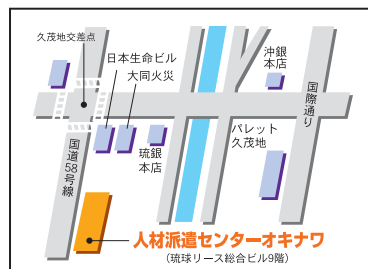 久茂地交差点
日本生命ビル
大同火災
沖銀
本店
国際通り
パレット
久茂地
琉銀
本店
国道58号線
人材派遣センターオキナワ
(琉球リース総合ビル9階)